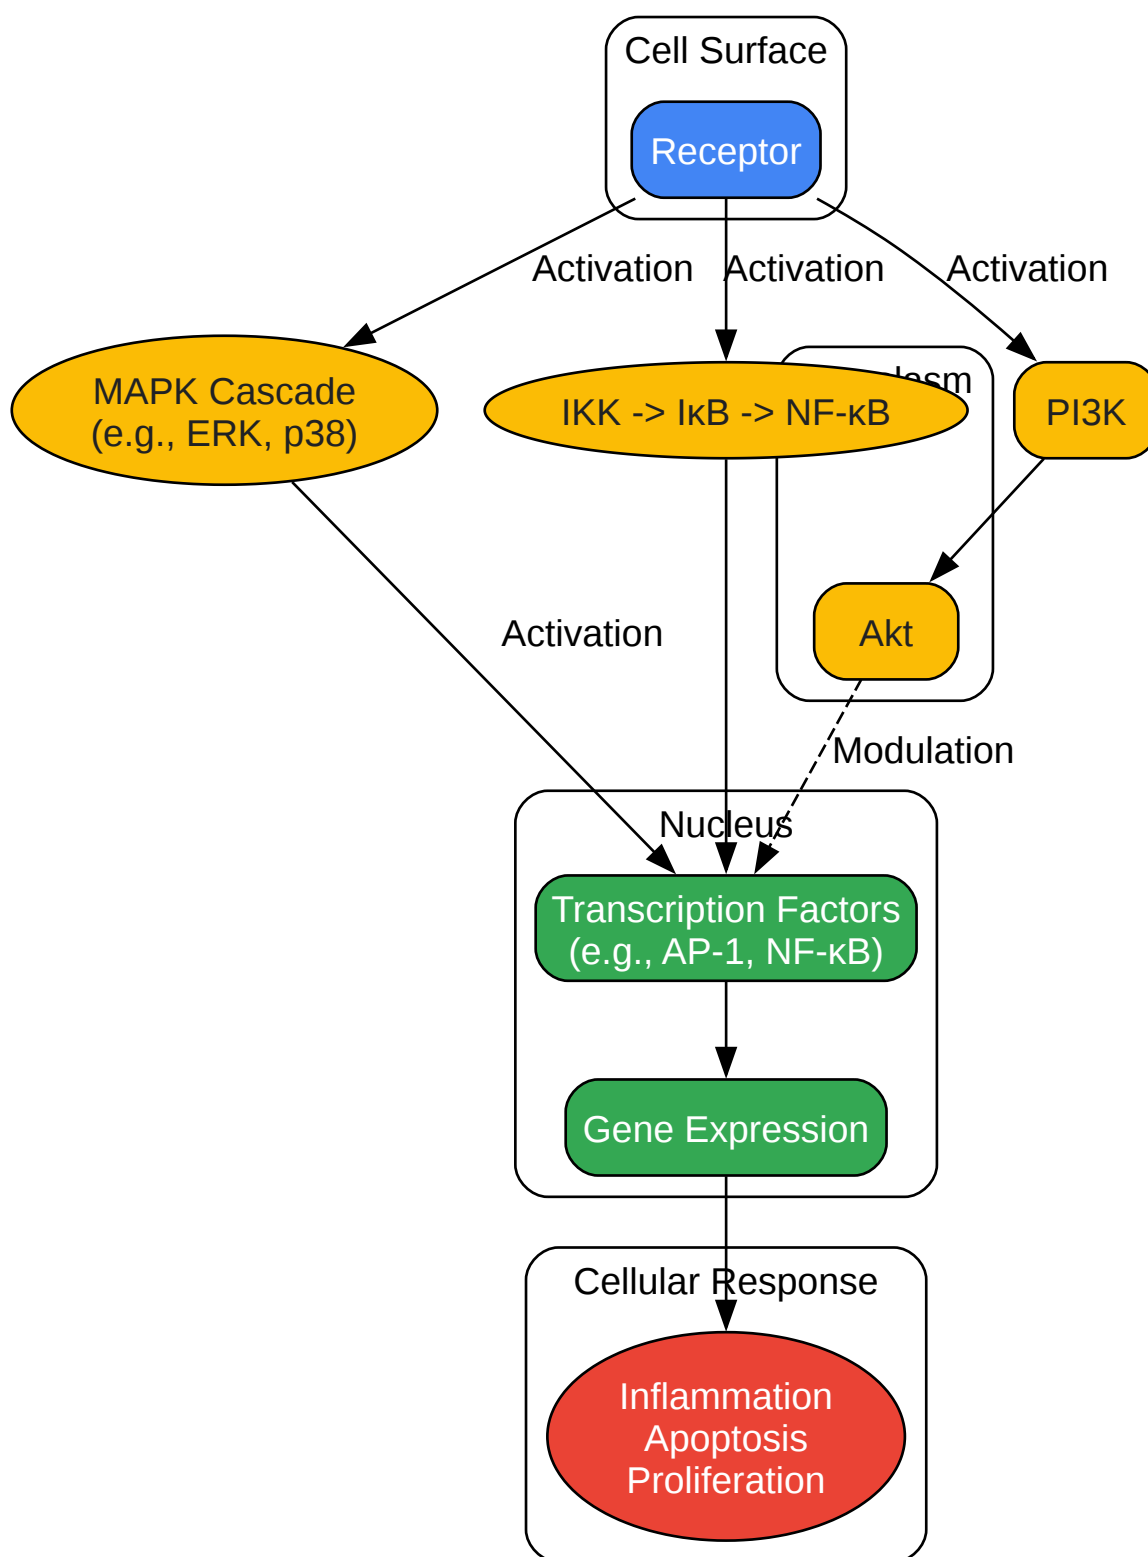 Cell Surface
Receptor
Activation
Activation
Activation
MAPK Cascade
(e.g., ERK, p38)
IKK -> IκB -> NF-κB
PI3K
Akt
Activation
Modulation
Nucleus
Transcription Factors
(e.g., AP-1, NF-κB)
Gene Expression
Cellular Response
Inflammation
Apoptosis
Proliferation